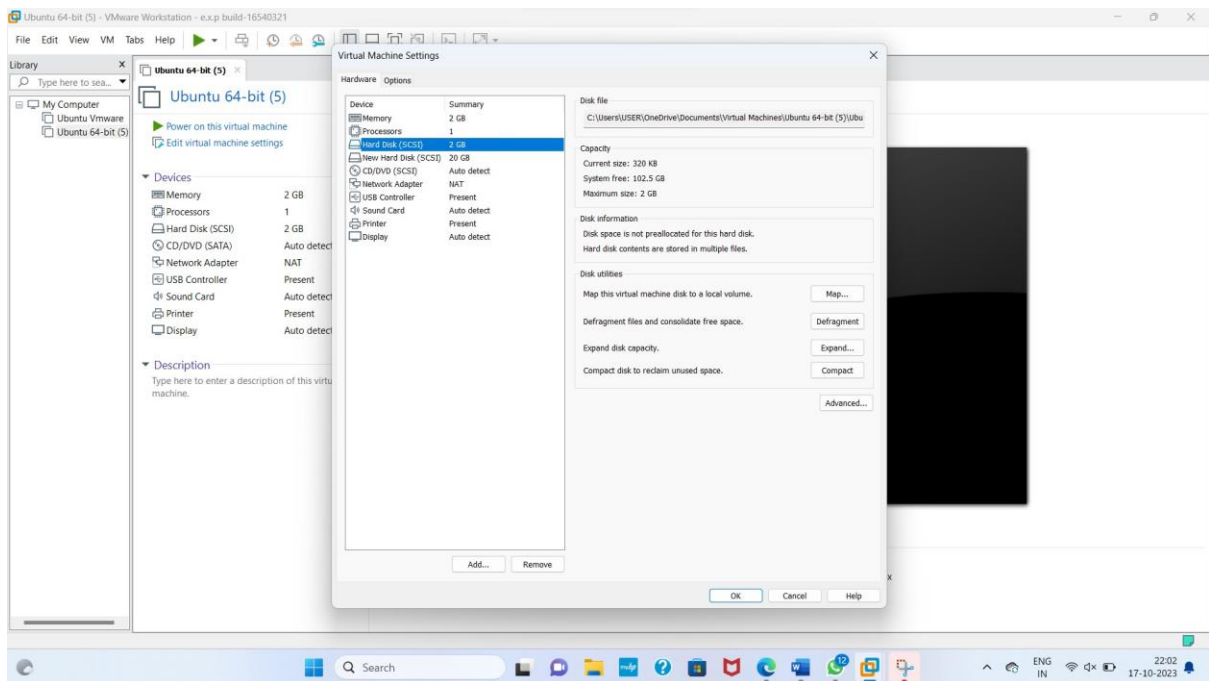 Ubuntu 64-bit (5) - VMware Workstation - e.x.p build-16540321
File Edit View VM Tabs Help
Library X
Type here to sea...
My Computer
Ubuntu Vmware
Ubuntu 64-bit (5)
Ubuntu 64-bit (5) ×
Ubuntu 64-bit (5)
Power on this virtual machine
Edit virtual machine settings
Devices
Memory 2 GB
Processors 1
Hard Disk (SCSI) 2 GB
CD/DVD (SATA) Auto detect
Network Adapter NAT
USB Controller Present
Sound Card Auto detect
Printer Present
Display Auto detect
Description
Type here to enter a description of this virtu
machine.
Virtual Machine Settings
Hardware Options
Device Summary
Memory 2 GB
Processors 1
Hard Disk (SCSI) 2 GB
New Hard Disk (SCSI) 20 GB
CD/DVD (SCSI) Auto detect
Network Adapter NAT
USB Controller Present
Sound Card Auto detect
Printer Present
Display Auto detect
Add... Remove
Disk file
C:\Users\USER\OneDrive\Documents\Virtual Machines\Ubuntu 64-bit (5)\Ubu
Capacity
Current size: 320 KB
System free: 102.5 GB
Maximum size: 2 GB
Disk information
Disk space is not preallocated for this hard disk.
Hard disk contents are stored in multiple files.
Disk utilities
Map this virtual machine disk to a local volume. Map...
Defragment files and consolidate free space. Defragment
Expand disk capacity. Expand...
Compact disk to reclaim unused space. Compact
Advanced...
OK Cancel Help
x
Search
12
ENG
IN
22:02
17-10-2023